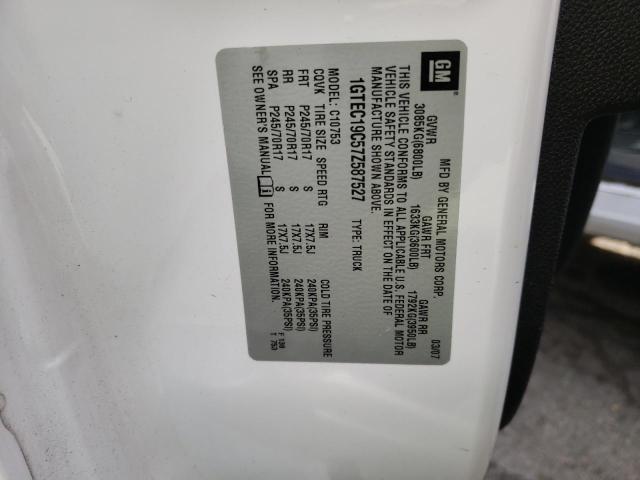 GM
MFD BY GENERAL MOTORS CORP. 03/07
GVWR GAWR FRT GAWR RR
3085KG(6800LB) 1633KG(3600LB) 1792KG(3950LB)
THIS VEHICLE CONFORMS TO ALL APPLICABLE U.S. FEDERAL MOTOR
VEHICLE SAFETY STANDARDS IN EFFECT ON THE DATE OF
MANUFACTURE SHOWN ABOVE.
1GTEC19C57Z587527 TYPE: TRUCK
MODEL: C10753
CQVK TIRE SIZE SPEED RTG RIM COLD TIRE PRESSURE
FRT P245/70R17 S 17X7.5J 240KPA(35PSI)
RR P245/70R17 S 17X7.5J 240KPA(35PSI)
SPA P245/70R17 S 17X7.5J 240KPA(35PSI)
SEE OWNER'S MANUAL
T 753